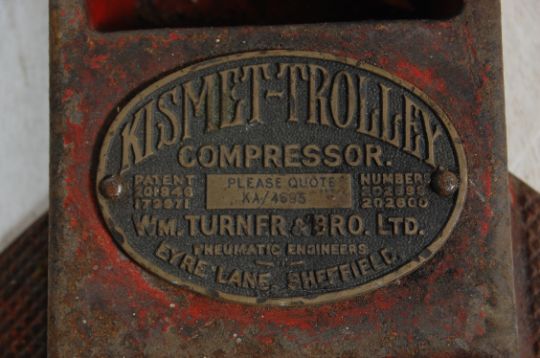 KISMET-TROLLEY
COMPRESSOR.
PATENT NUMBERS
PLEASE QUOTE
KA/4695
WM. TURNER & BRO. LTD.
PNEUMATIC ENGINEERS
EYRE LANE, SHEFFIELD.